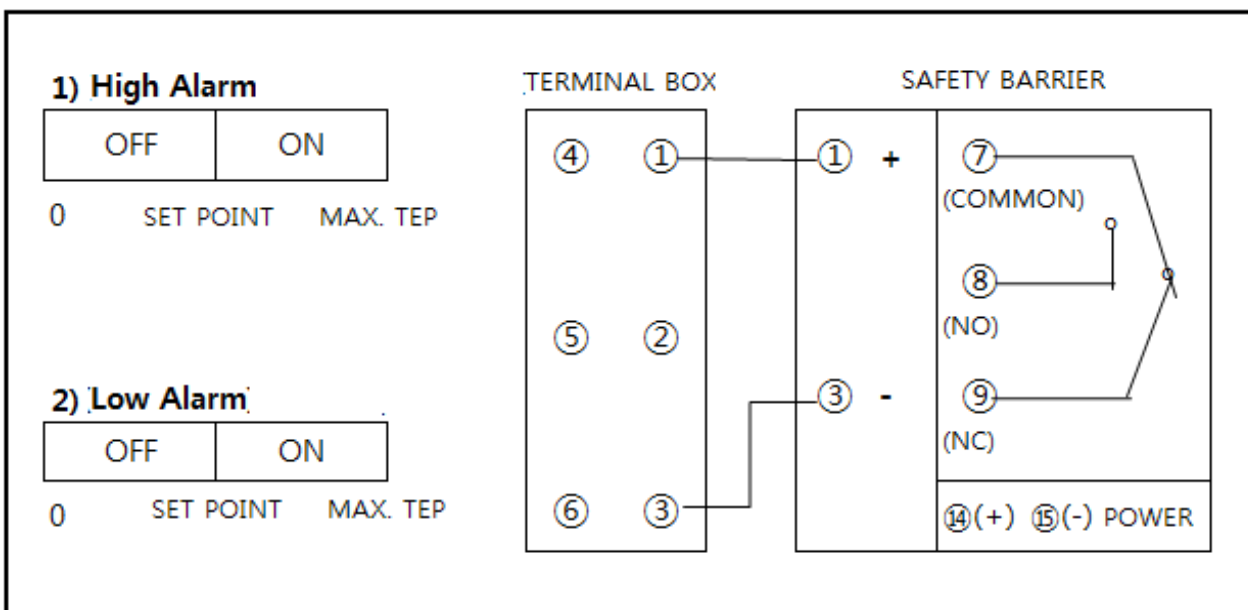 1) High Alarm
OFF ON
0 SET POINT MAX. TEP
2) Low Alarm
OFF ON
0 SET POINT MAX. TEP
TERMINAL BOX
④ ①
⑤ ②
⑥ ③
SAFETY BARRIER
① + ⑦
(COMMON)
⑧
(NO)
③ - ⑨
(NC)
⑭(+) ⑮(-) POWER